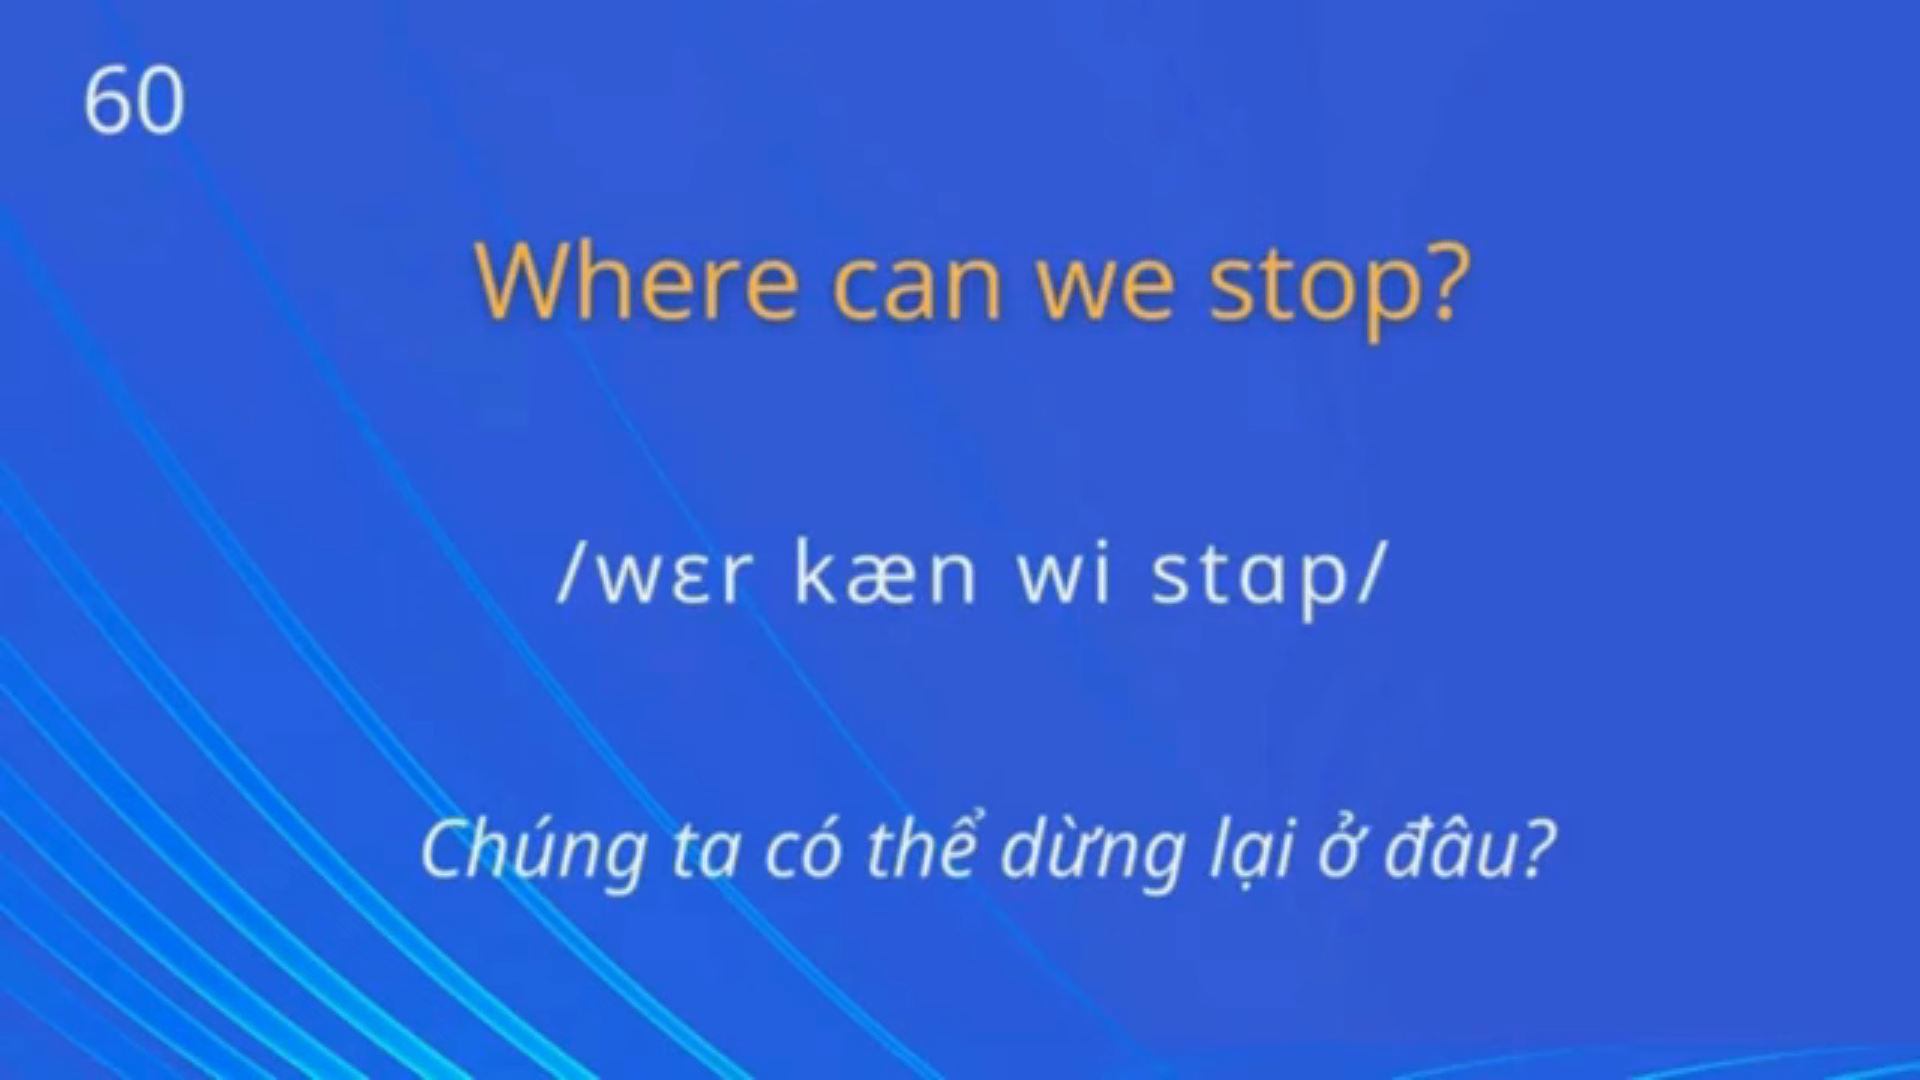 60
Where can we stop?
/wɛr kæn wi stɑp/
Chúng ta có thể dừng lại ở đâu?